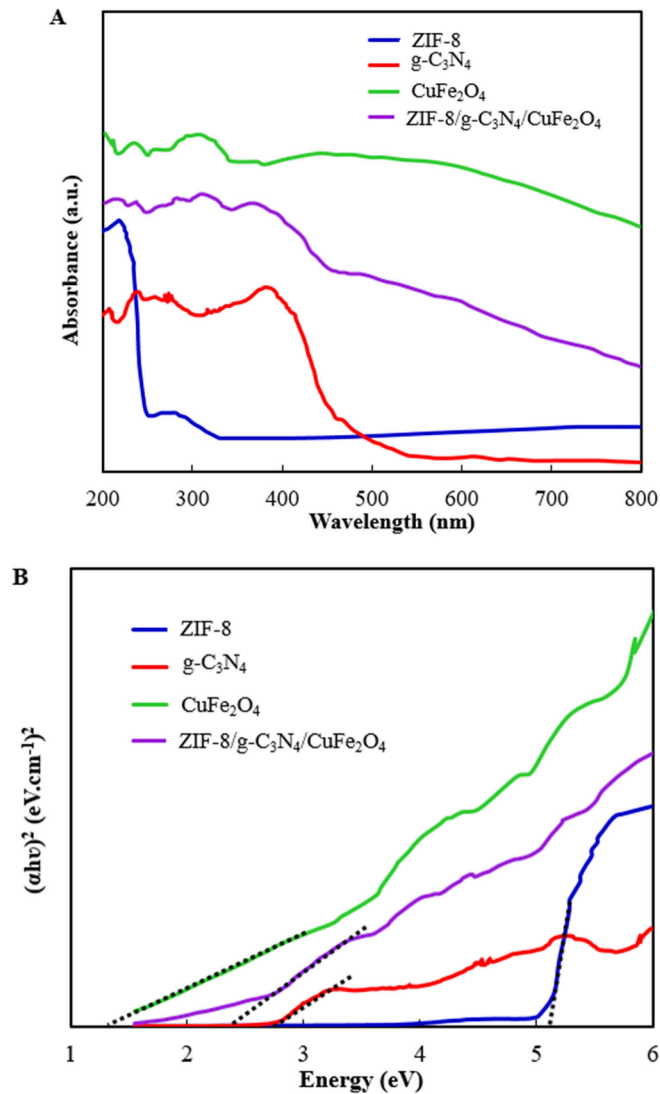 A
ZIF-8
g-C₃N₄
CuFe₂O₄
ZIF-8/g-C₃N₄/CuFe₂O₄
Absorbance (a.u.)
200 300 400 500 600 700 800
Wavelength (nm)
B
ZIF-8
g-C₃N₄
CuFe₂O₄
ZIF-8/g-C₃N₄/CuFe₂O₄
(αhυ)² (eV.cm⁻¹)²
1 2 3 4 5 6
Energy (eV)